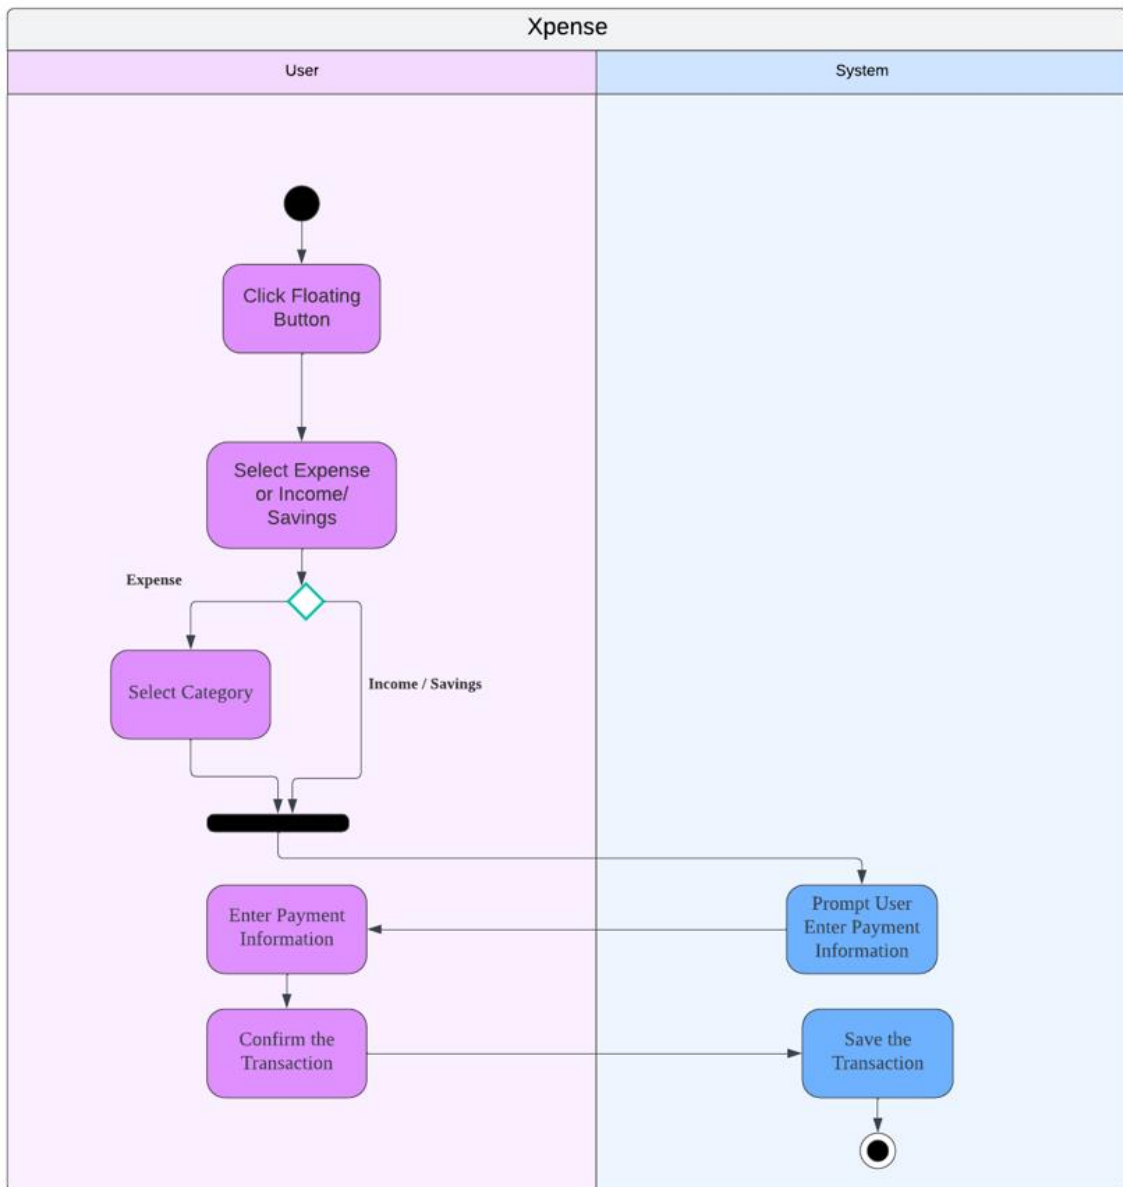 Xpense
User
System
Click Floating
Button
Select Expense
or Income/
Savings
Expense
Select Category
Income / Savings
Enter Payment
Information
Prompt User
Enter Payment
Information
Confirm the
Transaction
Save the
Transaction